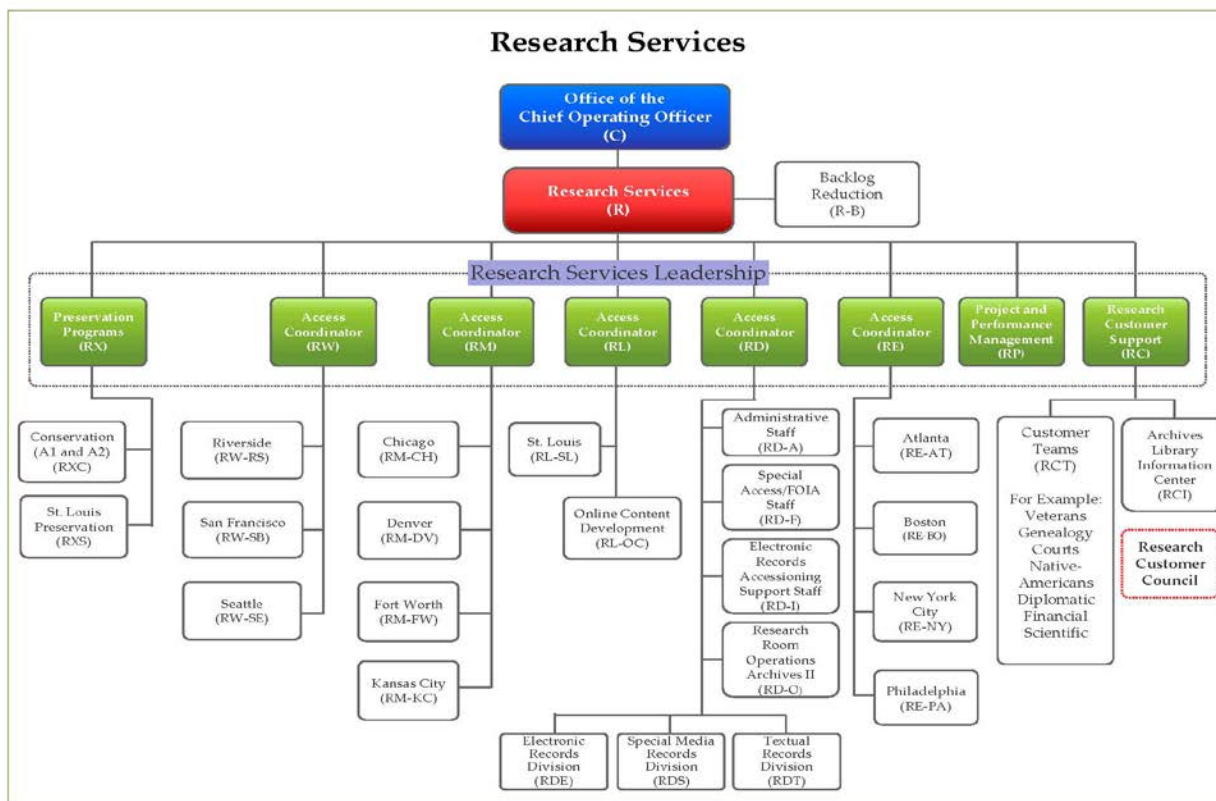 Research Services
Office of the
Chief Operating Officer
(C)
Research Services
(R)
Backlog
Reduction
(R-B)
Research Services Leadership
Preservation
Programs
(RX)
Access
Coordinator
(RW)
Access
Coordinator
(RM)
Access
Coordinator
(RL)
Access
Coordinator
(RD)
Access
Coordinator
(RE)
Project and
Performance
Management
(RP)
Research
Customer
Support
(RC)
Conservation
(A1 and A2)
(RXC)
St. Louis
Preservation
(RXS)
Riverside
(RW-RS)
San Francisco
(RW-SB)
Seattle
(RW-SE)
Chicago
(RM-CH)
Denver
(RM-DV)
Fort Worth
(RM-FW)
Kansas City
(RM-KC)
St. Louis
(RL-SL)
Online Content
Development
(RL-OC)
Administrative
Staff
(RD-A)
Special
Access/FOIA
Staff
(RD-F)
Electronic
Records
Accessioning
Support Staff
(RD-I)
Research
Room
Operations
Archives II
(RD-O)
Electronic
Records
Division
(RDE)
Special Media
Records
Division
(RDS)
Textual
Records
Division
(RDT)
Atlanta
(RE-AT)
Boston
(RE-BO)
New York
City
(RE-NY)
Philadelphia
(RE-PA)
Customer
Teams
(RCT)
For Example:
Veterans
Genealogy
Courts
Native-
Americans
Diplomatic
Financial
Scientific
Archives
Library
Information
Center
(RCI)
Research
Customer
Council